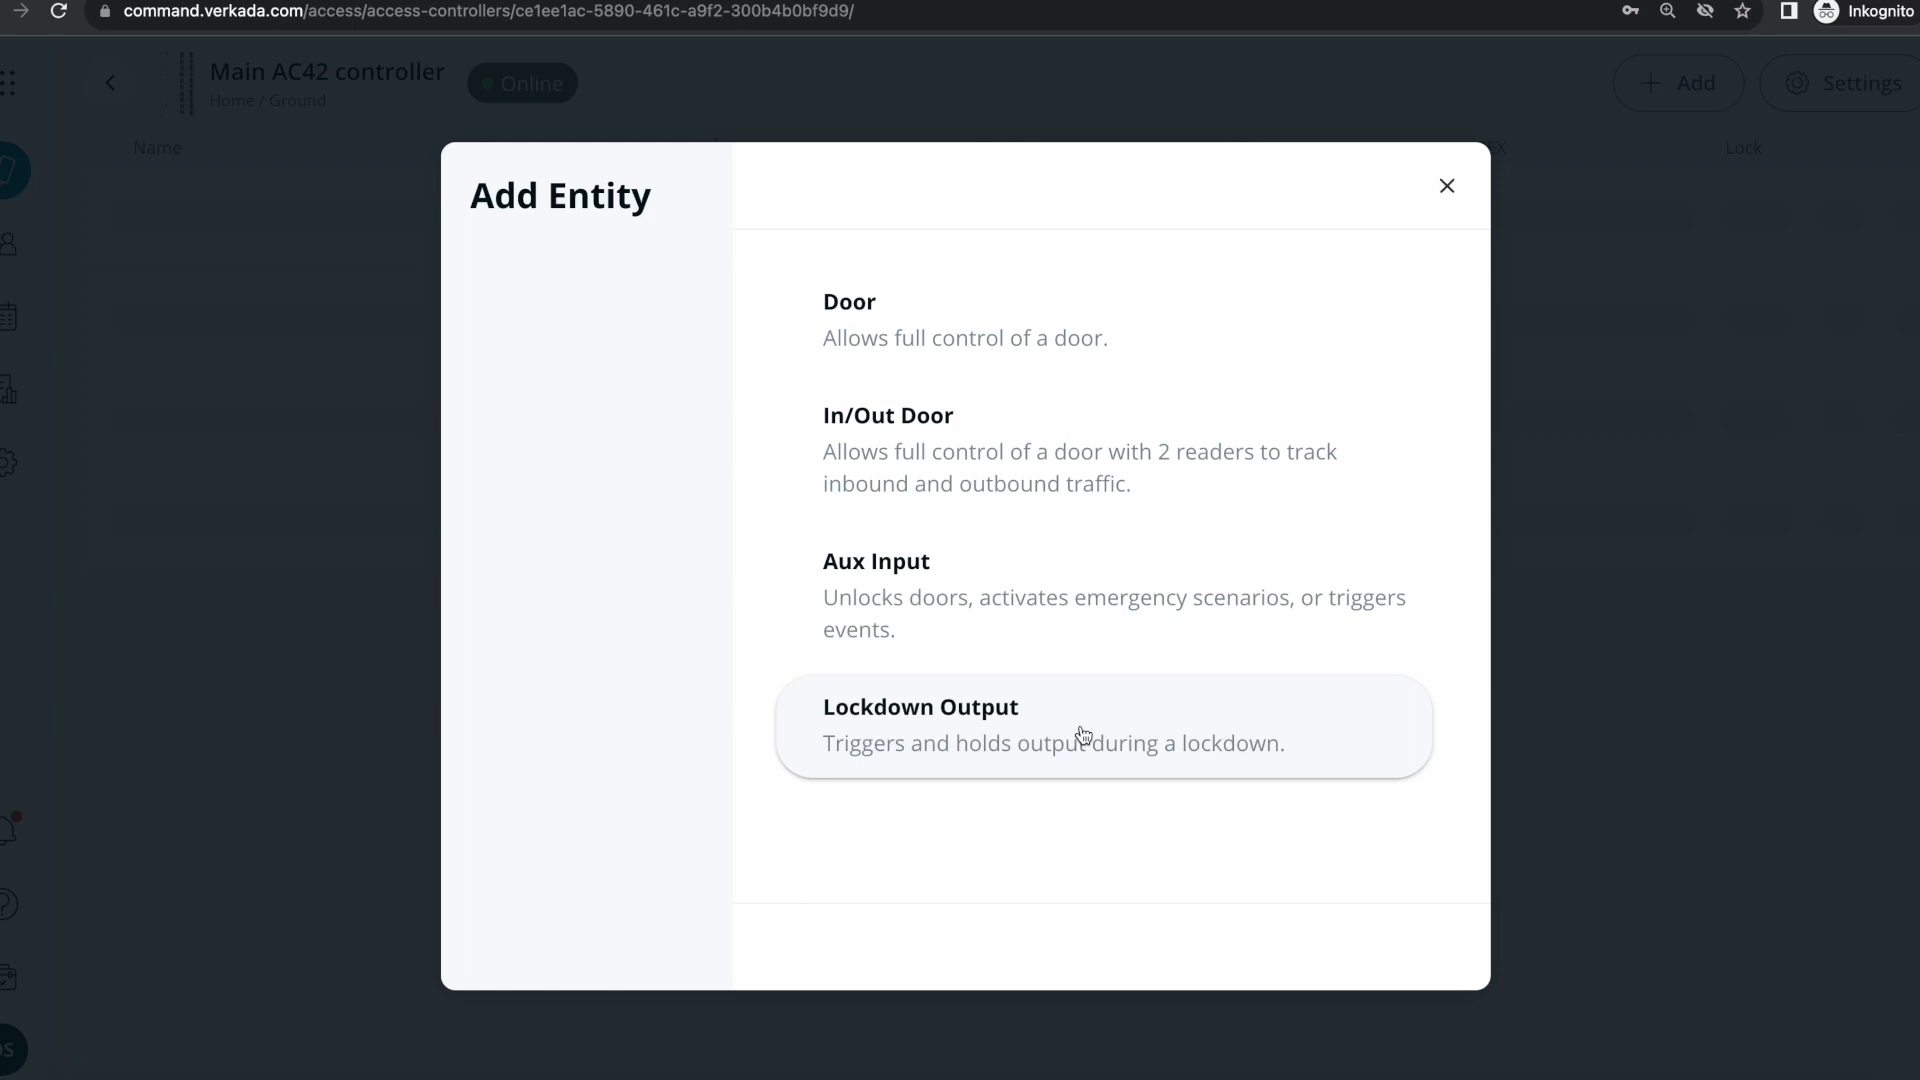 command.verkada.com/access/access-controllers/ce1ee1ac-5890-461c-a9f2-300b4b0bf9d9/
Inkognito
Main AC42 controller
Home / Ground
Online
Add
Settings
Name
Lock
Add Entity
Door
Allows full control of a door.
In/Out Door
Allows full control of a door with 2 readers to track
inbound and outbound traffic.
Aux Input
Unlocks doors, activates emergency scenarios, or triggers
events.
Lockdown Output
Triggers and holds output during a lockdown.